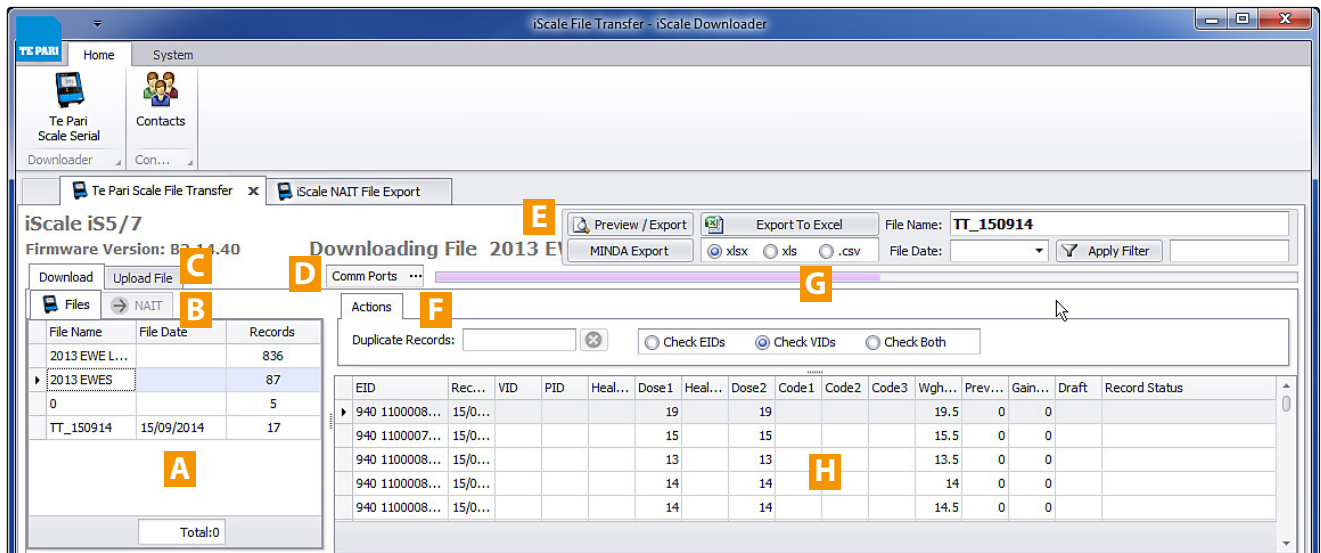 iScale File Transfer - iScale Downloader
TE PARI
Home System
Te Pari
Scale Serial
Contacts
Downloader Con...
Te Pari Scale File Transfer x iScale NAIT File Export
iScale iS5/7
E Preview / Export Export To Excel File Name: TT_150914
Firmware Version: B2.14.40 Downloading File 2013 EW
MINDA Export xlsx xls .csv File Date: Apply Filter
Download Upload File C D Comm Ports ... G
Files NAIT B Actions F
File Name File Date Records
Duplicate Records: Check EIDs Check VIDs Check Both
2013 EWE L... 836
2013 EWES 87
0 5
TT_150914 15/09/2014 17
A
Total:0
EID Rec... VID PID Heal... Dose1 Heal... Dose2 Code1 Code2 Code3 Wgh... Prev... Gain... Draft Record Status
940 1100008... 15/0... 19 19 19.5 0 0
940 1100007... 15/0... 15 15 15.5 0 0
940 1100008... 15/0... 13 13 13.5 0 0
H
940 1100008... 15/0... 14 14 14 0 0
940 1100008... 15/0... 14 14 14.5 0 0